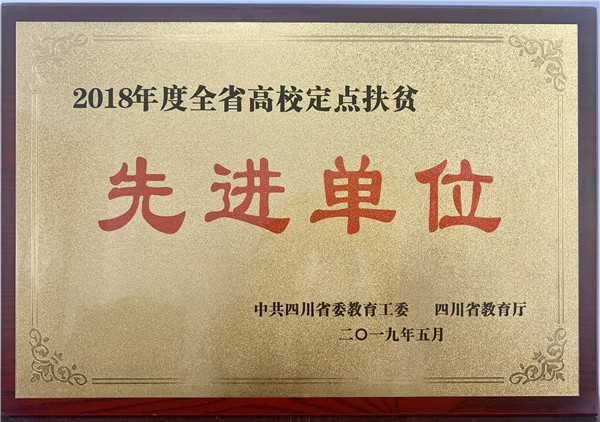 2018年度全省高校定点扶贫
先进单位
中共四川省委教育工委 四川省教育厅
二〇一九年五月